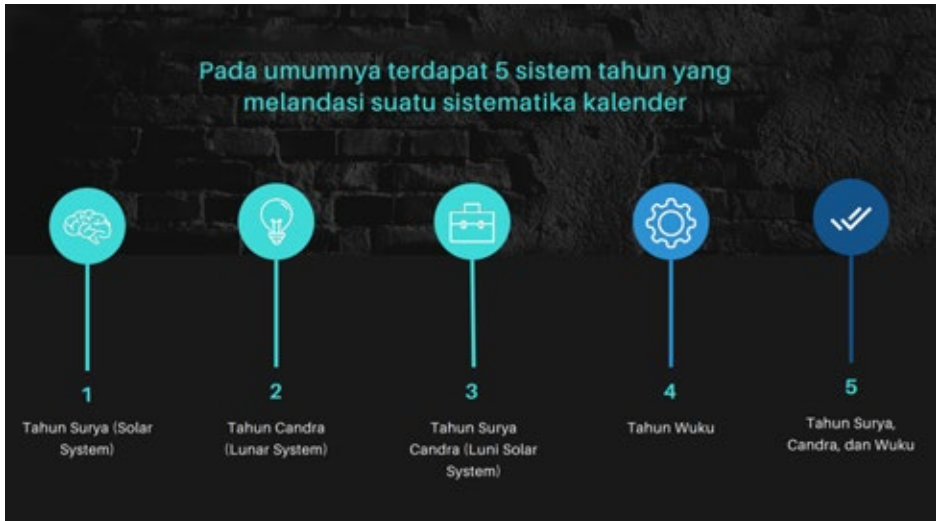 Pada umumnya terdapat 5 sistem tahun yang
melandasi suatu sistematika kalender
1
Tahun Surya (Solar
System)
2
Tahun Candra
(Lunar System)
3
Tahun Surya
Candra (Luni Solar
System)
4
Tahun Wuku
5
Tahun Surya,
Candra, dan Wuku